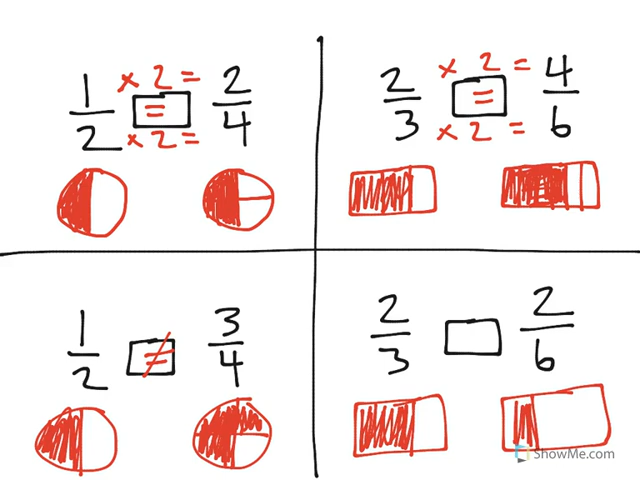 1/2 × 2 = 2/4
=
× 2 =
2/3 × 2 = 4/6
=
× 2 =
1/2 ≠ 3/4
2/3 2/6
ShowMe.com